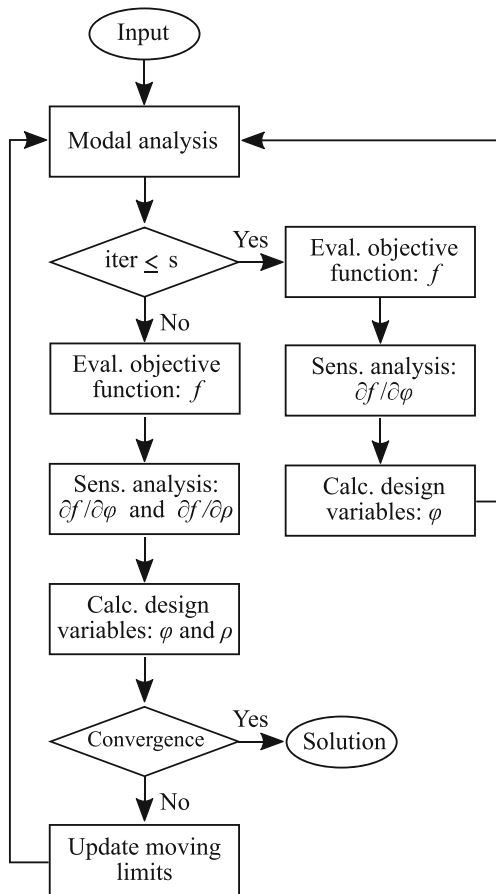 Input
Modal analysis
iter ≤ s
Yes
Eval. objective
function: f
Sens. analysis:
∂f/∂φ
Calc. design
variables: φ
No
Eval. objective
function: f
Sens. analysis:
∂f/∂φ and ∂f/∂ρ
Calc. design
variables: φ and ρ
Convergence
Yes
Solution
No
Update moving
limits